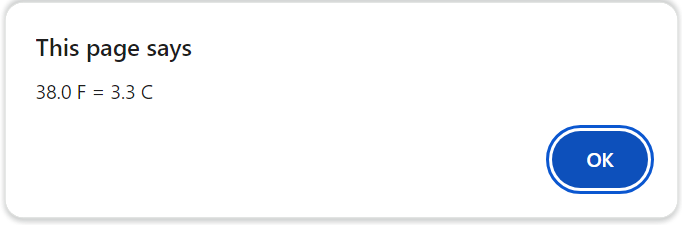 This page says
38.0 F = 3.3 C
OK